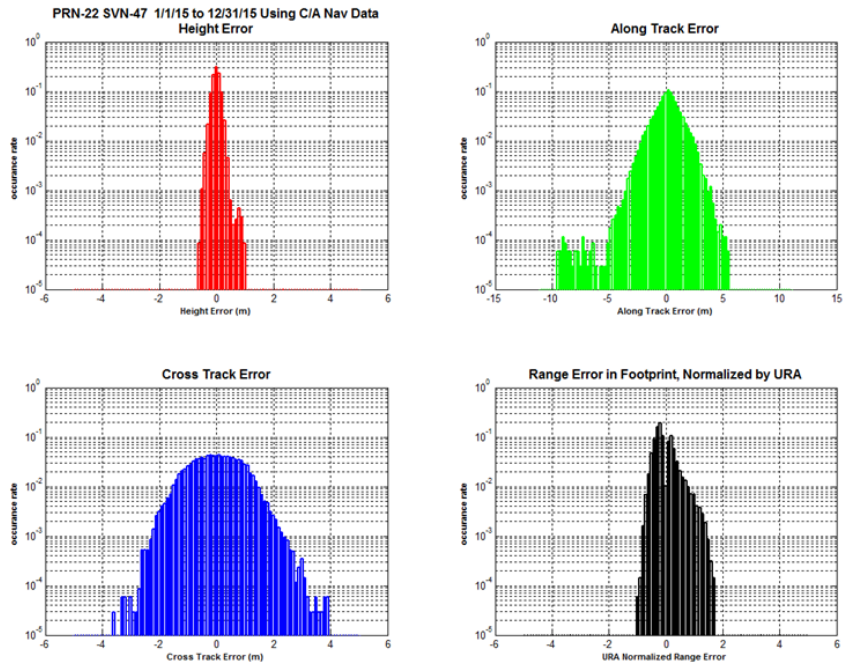 PRN-22 SVN-47 1/1/15 to 12/31/15 Using C/A Nav Data
Height Error
10^0
10^-1
10^-2
10^-3
10^-4
10^-5
occurance rate
-6 -4 -2 0 2 4 6
Height Error (m)
Along Track Error
10^0
10^-1
10^-2
10^-3
10^-4
10^-5
occurance rate
-15 -10 -5 0 5 10 15
Along Track Error (m)
Cross Track Error
10^0
10^-1
10^-2
10^-3
10^-4
10^-5
occurance rate
-6 -4 -2 0 2 4 6
Cross Track Error (m)
Range Error in Footprint, Normalized by URA
10^0
10^-1
10^-2
10^-3
10^-4
10^-5
occurance rate
-6 -4 -2 0 2 4 6
URA Normalized Range Error